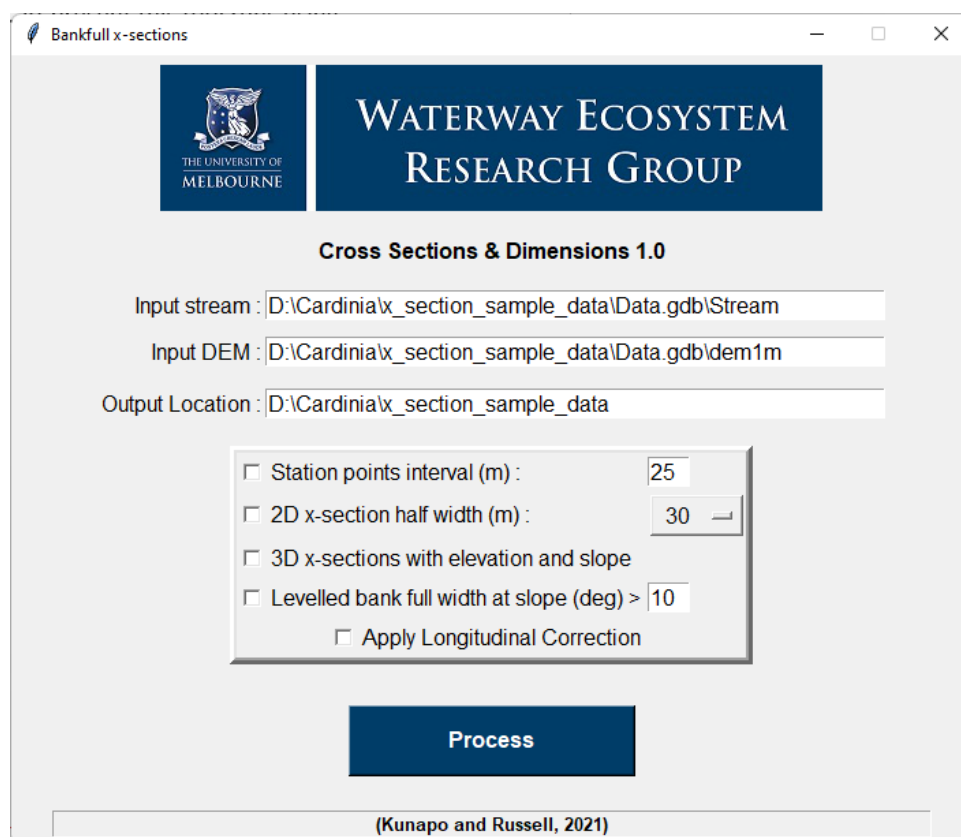 Bankfull x-sections
THE UNIVERSITY OF
MELBOURNE
WATERWAY ECOSYSTEM
RESEARCH GROUP
Cross Sections & Dimensions 1.0
Input stream : D:\Cardinia\x_section_sample_data\Data.gdb\Stream
Input DEM : D:\Cardinia\x_section_sample_data\Data.gdb\dem1m
Output Location : D:\Cardinia\x_section_sample_data
Station points interval (m) : 25
2D x-section half width (m) : 30
3D x-sections with elevation and slope
Levelled bank full width at slope (deg) > 10
Apply Longitudinal Correction
Process
(Kunapo and Russell, 2021)